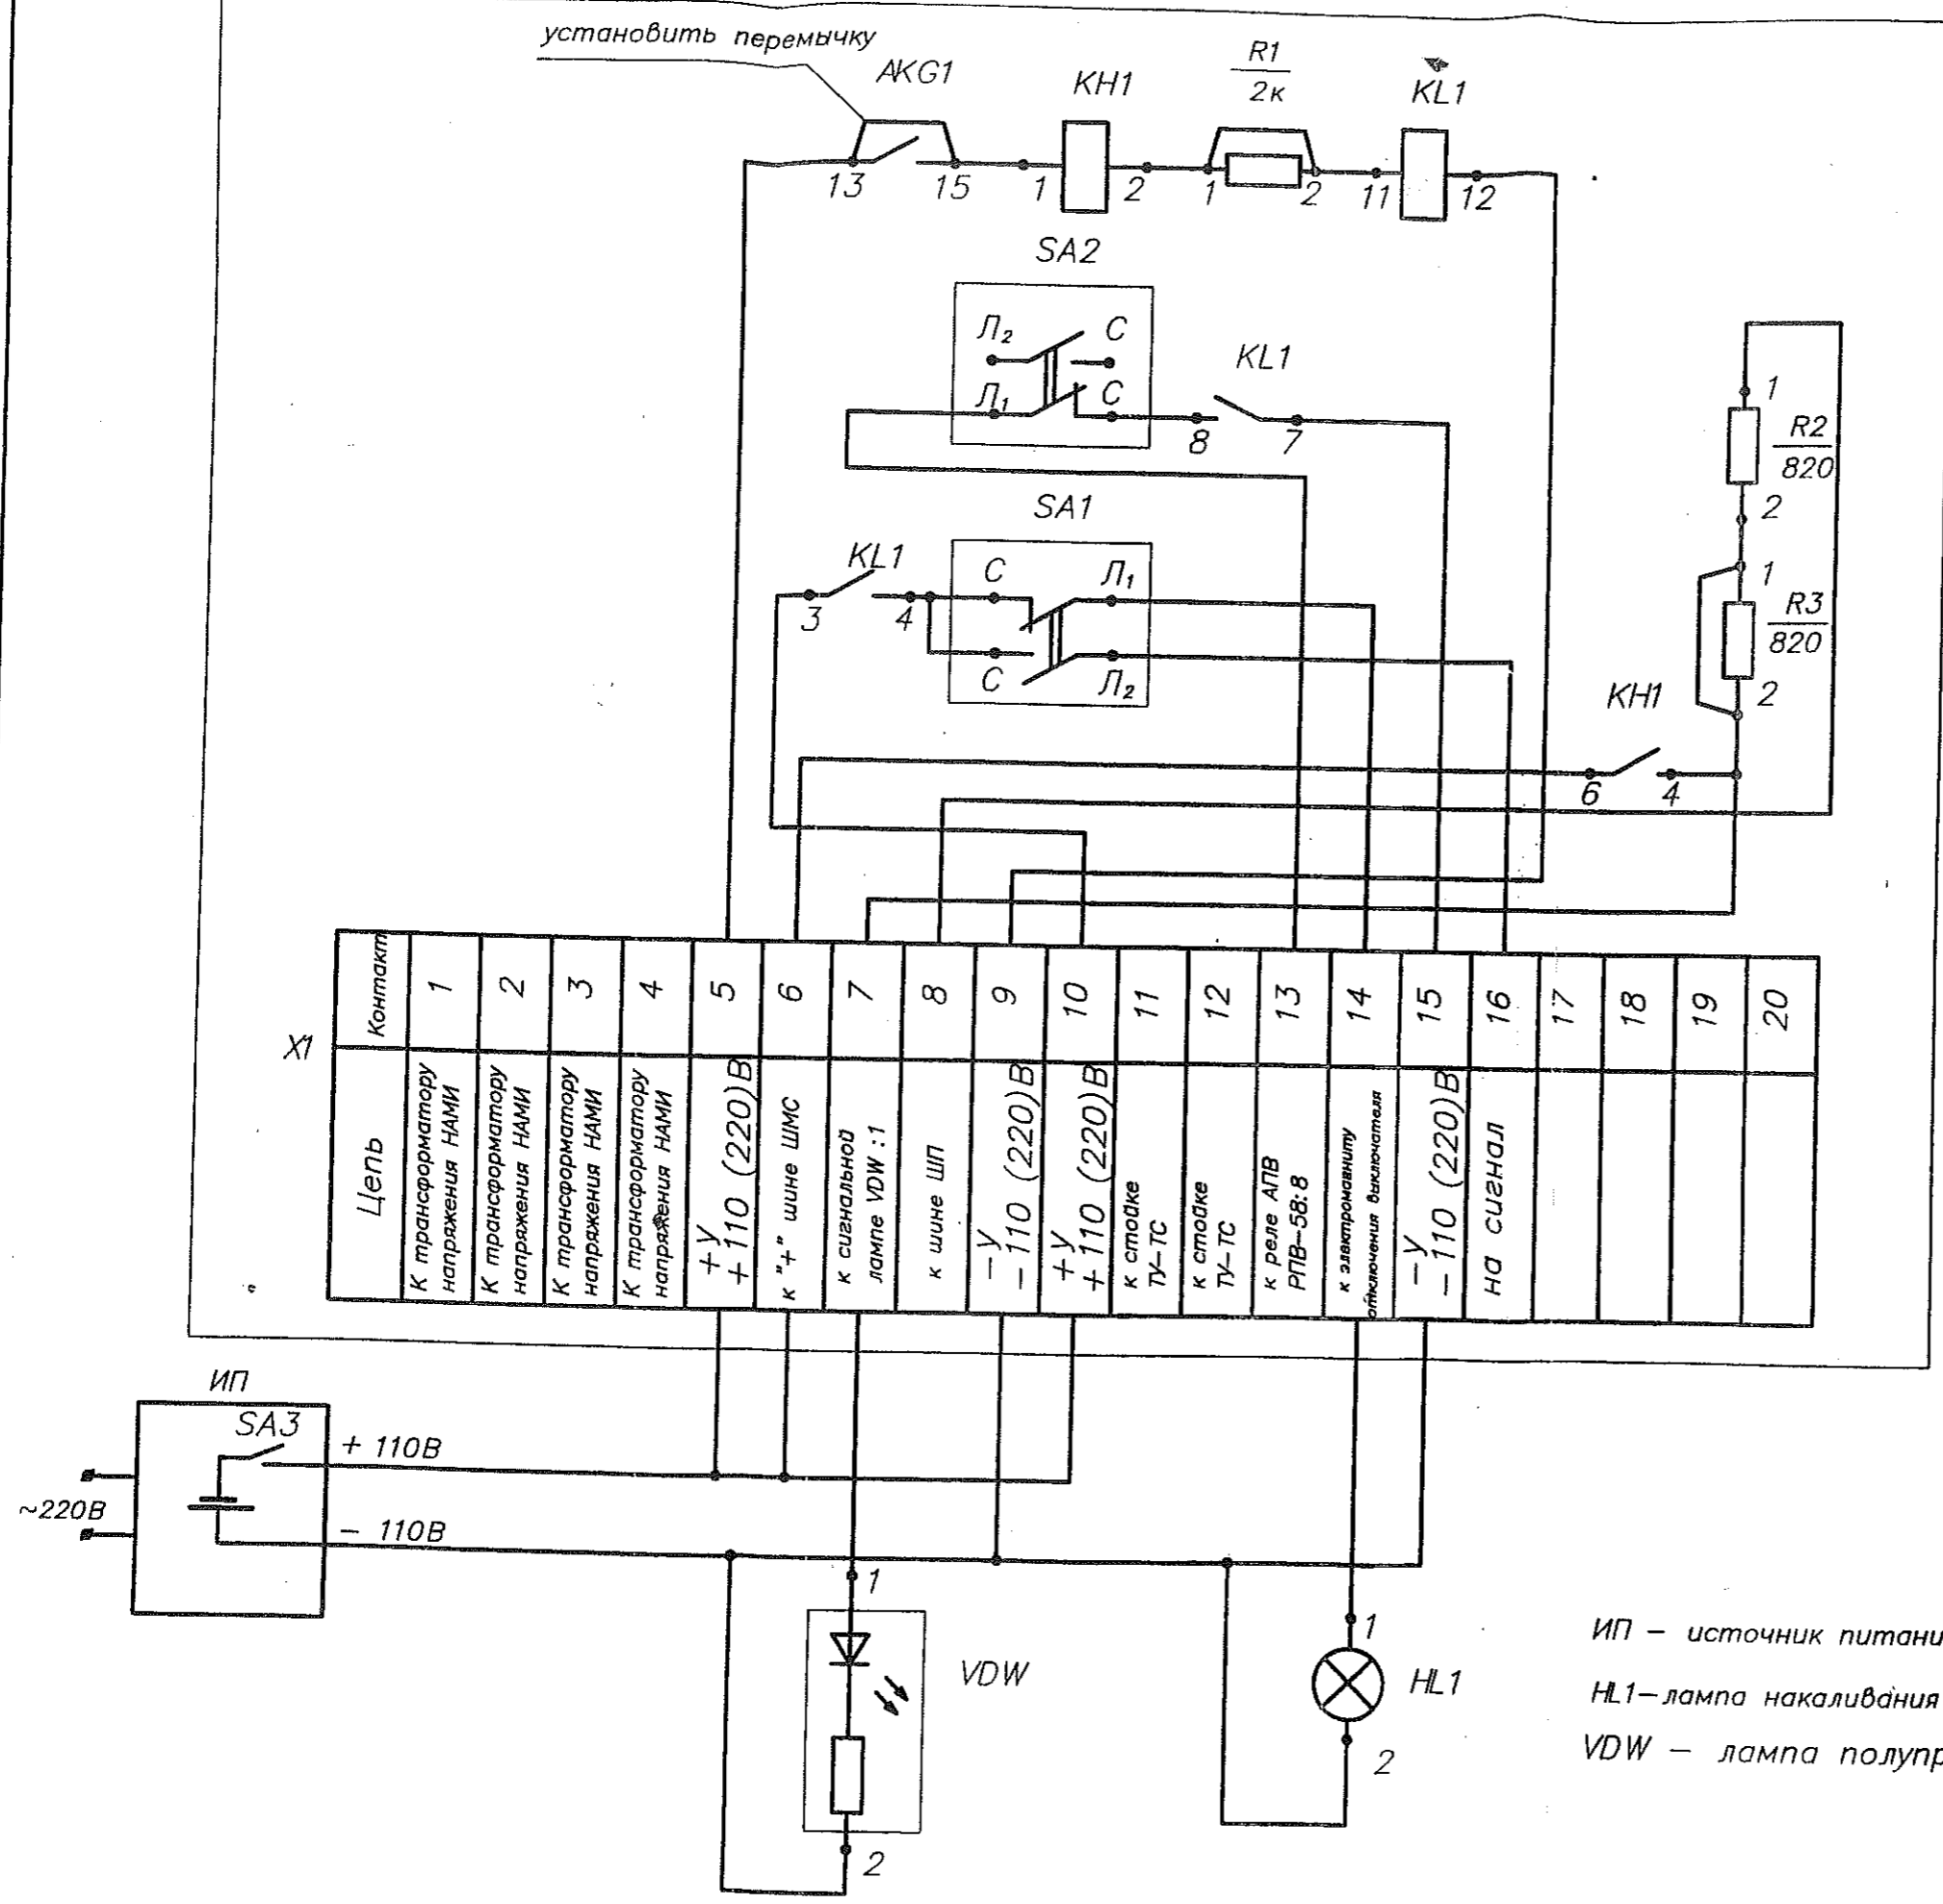 установить перемычку
AKG1
KH1
R1
2к
KL1
13
15
1
2
1
2
11
12
SA2
Л₂
С
Л₁
С
KL1
8
7
1
R2
820
2
SA1
KL1
С
Л₁
3
4
С
Л₂
1
R3
820
2
KH1
6
4
X1
Контакт
1
2
3
4
5
6
7
8
9
10
11
12
13
14
15
16
17
18
19
20
Цепь
К трансформатору
напряжения НАМИ
К трансформатору
напряжения НАМИ
К трансформатору
напряжения НАМИ
К трансформатору
напряжения НАМИ
+У
+110 (220)В
к "+" шине ШМС
к сигнальной
лампе VDW :1
к шине ШП
–У
–110 (220)В
+У
+110 (220)В
к стойке
ТУ–ТС
к стойке
ТУ–ТС
к реле АПВ
РПВ–58:8
к электромагниту
отключения выключателя
–У
–110 (220)В
на сигнал
ИП
SA3
+ 110В
~220В
– 110В
1
VDW
2
1
HL1
2
ИП – источник питани
HL1–лампа накаливания
VDW – лампа полупр